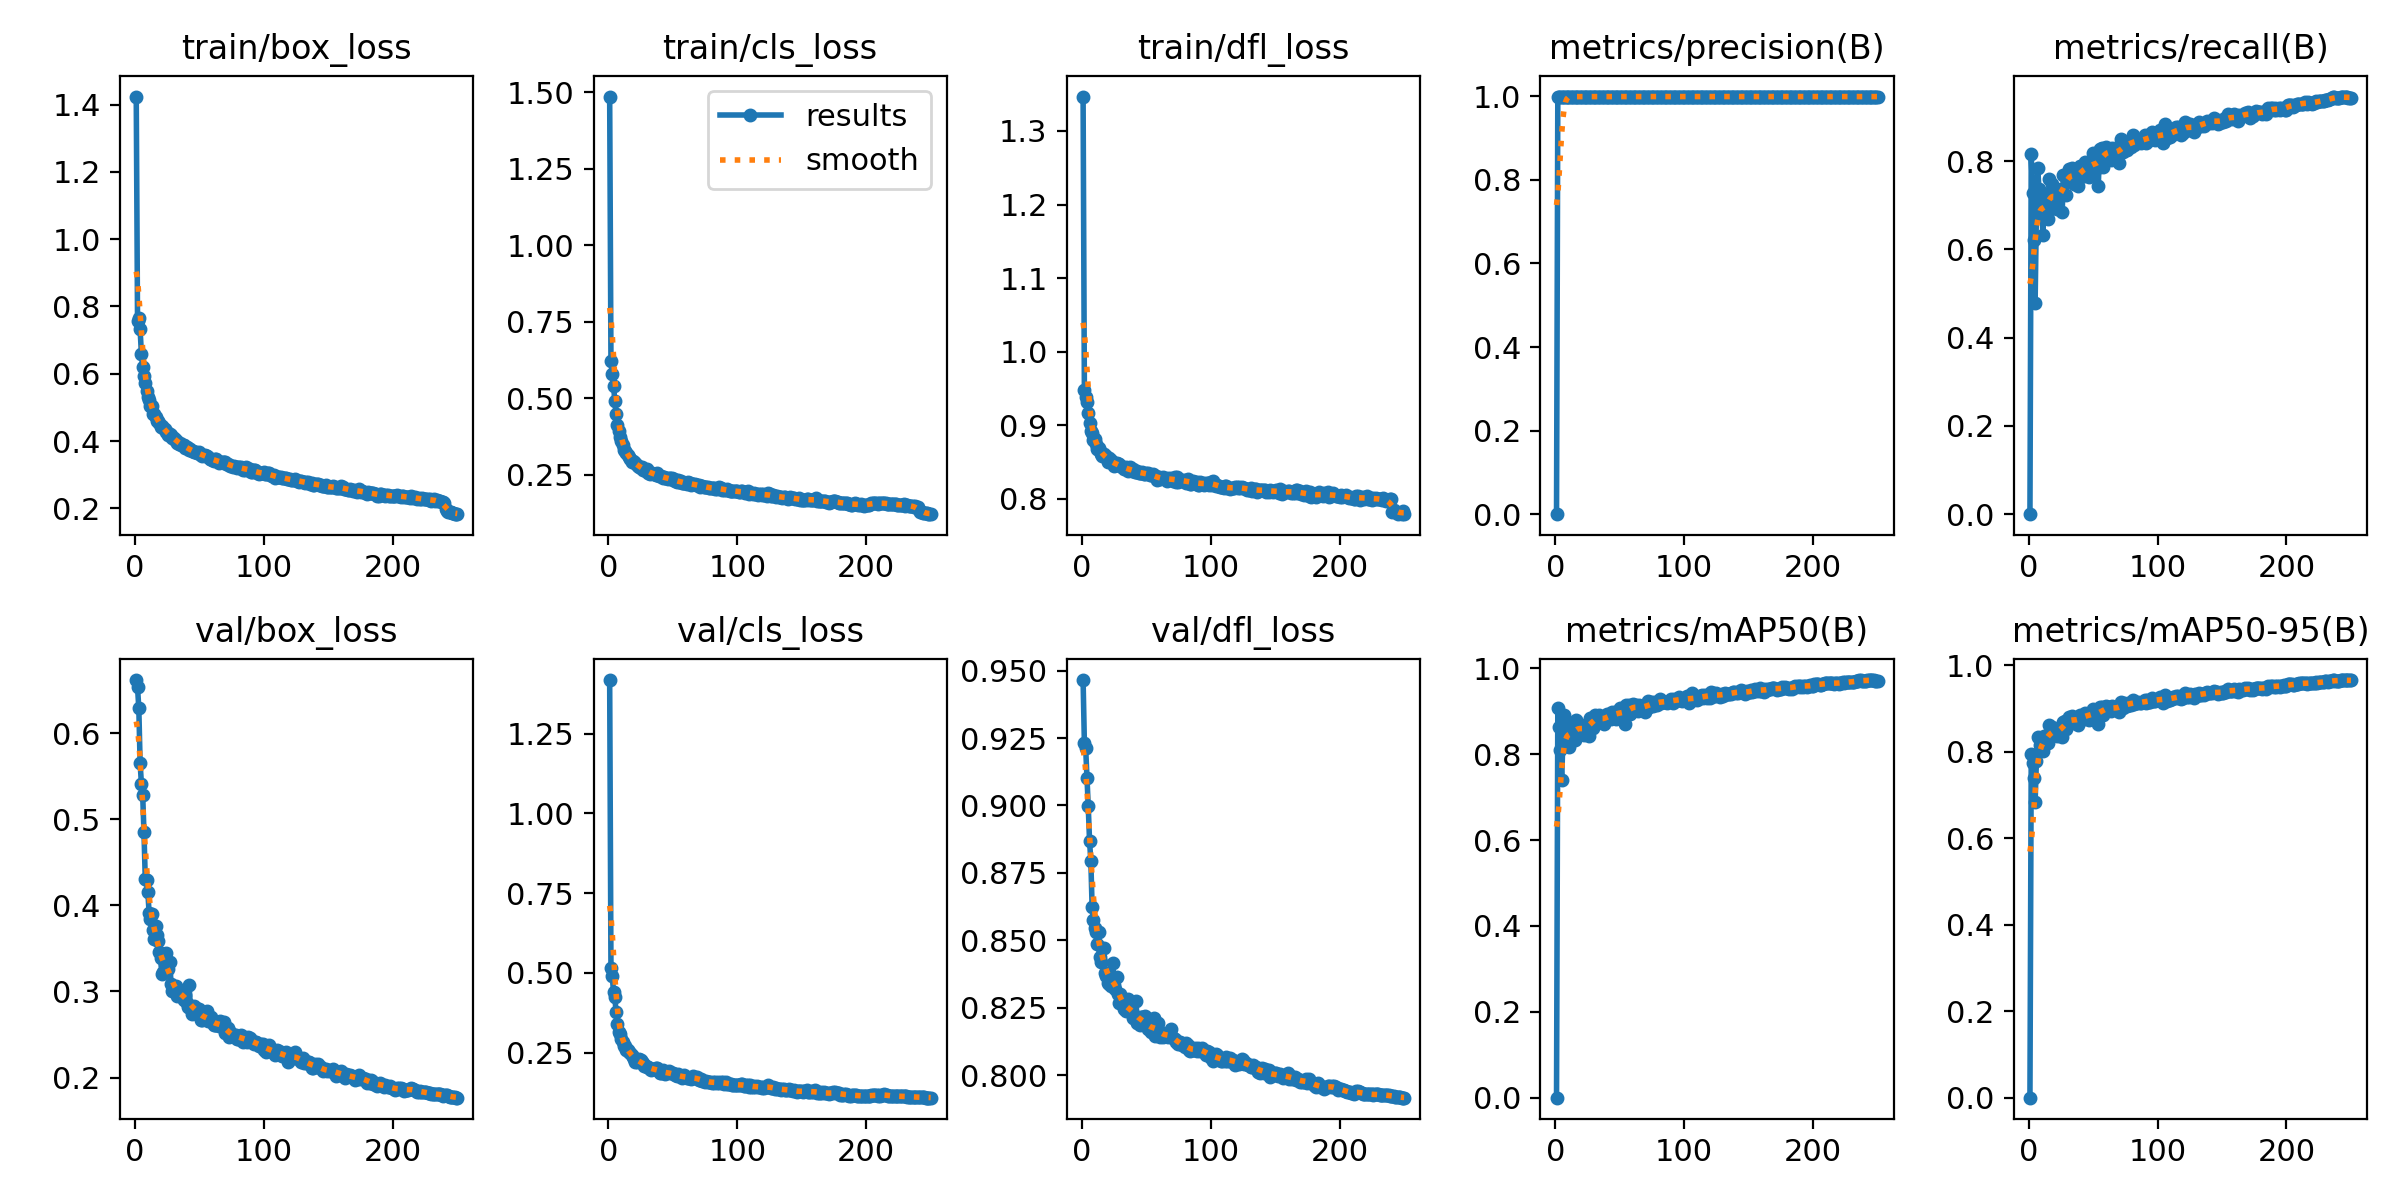 train/box_loss
1.4
1.2
1.0
0.8
0.6
0.4
0.2
0 100 200
train/cls_loss
results
smooth
1.50
1.25
1.00
0.75
0.50
0.25
0 100 200
train/dfl_loss
1.3
1.2
1.1
1.0
0.9
0.8
0 100 200
metrics/precision(B)
1.0
0.8
0.6
0.4
0.2
0.0
0 100 200
metrics/recall(B)
0.8
0.6
0.4
0.2
0.0
0 100 200
val/box_loss
0.6
0.5
0.4
0.3
0.2
0 100 200
val/cls_loss
1.25
1.00
0.75
0.50
0.25
0 100 200
val/dfl_loss
0.950
0.925
0.900
0.875
0.850
0.825
0.800
0 100 200
metrics/mAP50(B)
1.0
0.8
0.6
0.4
0.2
0.0
0 100 200
metrics/mAP50-95(B)
1.0
0.8
0.6
0.4
0.2
0.0
0 100 200